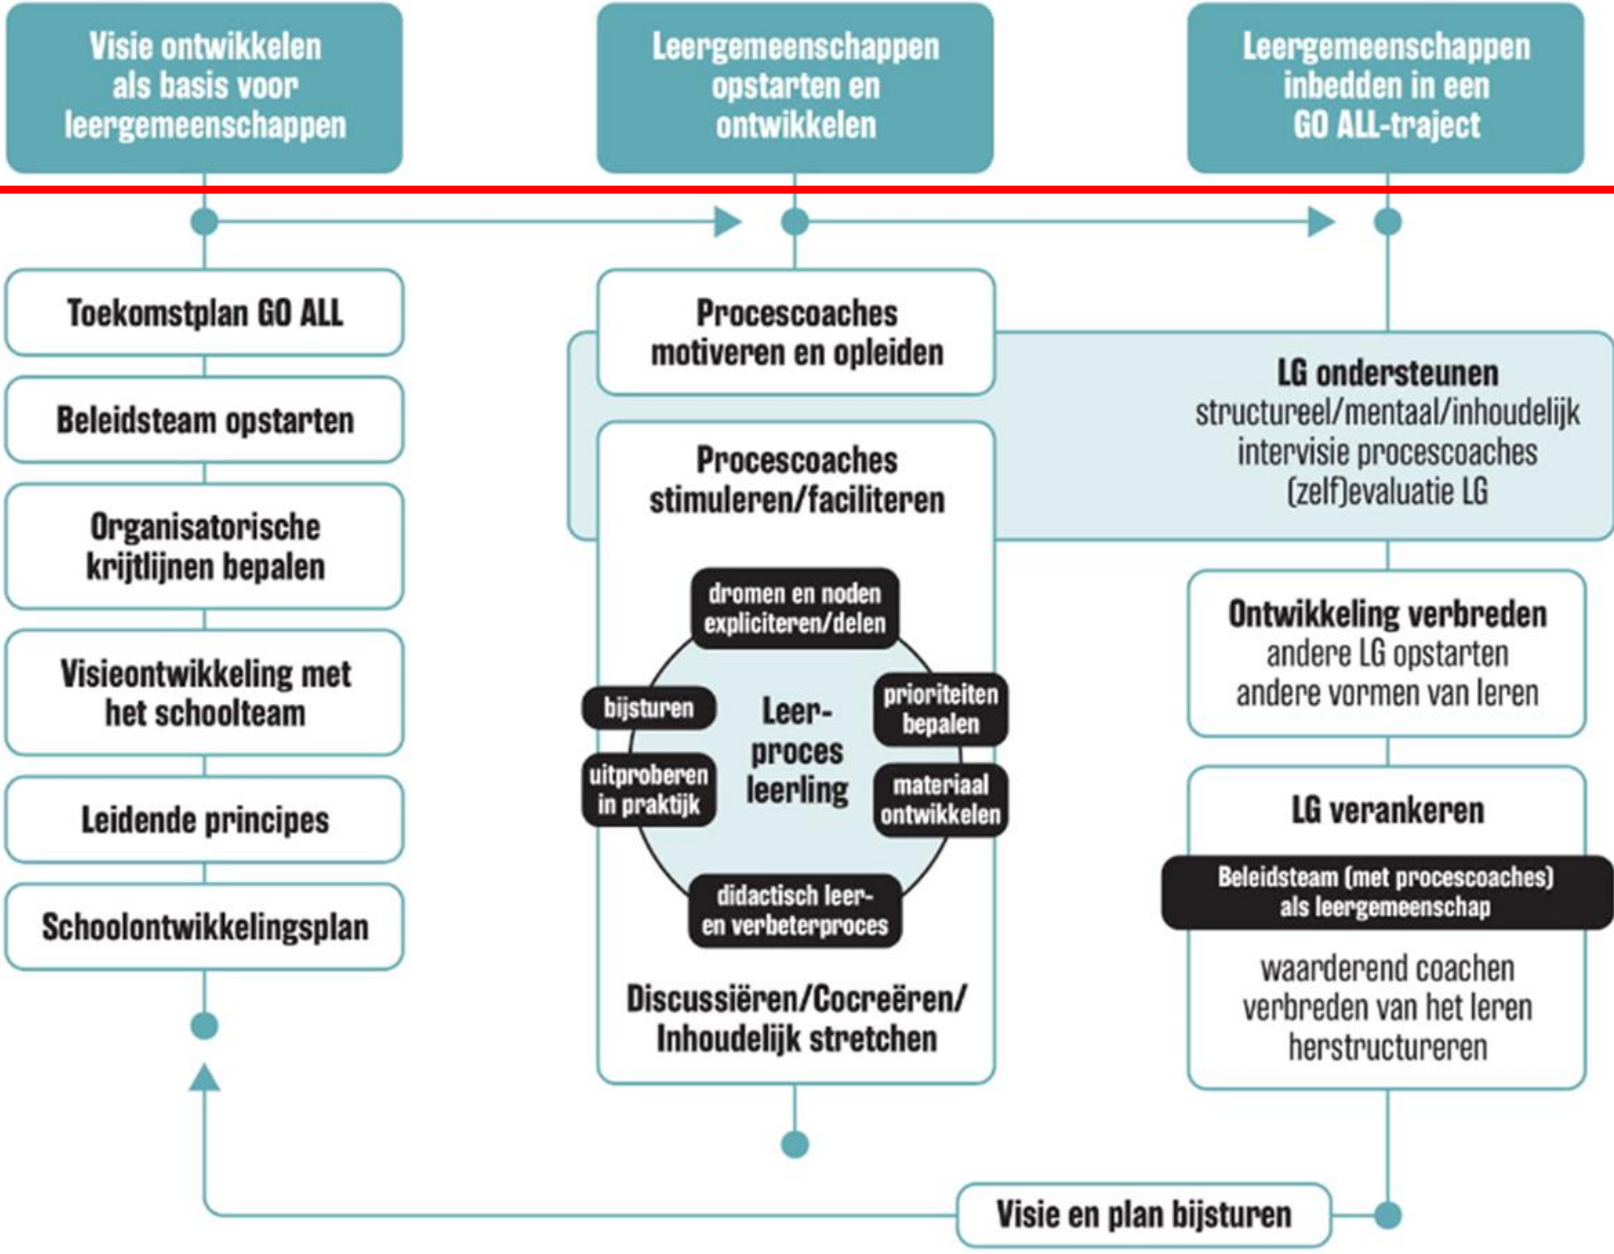 Visie ontwikkelen
als basis voor
leergemeenschappen
Leergemeenschappen
opstarten en
ontwikkelen
Leergemeenschappen
inbedden in een
GO ALL-traject
Toekomstplan GO ALL
Beleidsteam opstarten
Organisatorische
krijtlijnen bepalen
Visieontwikkeling met
het schoolteam
Leidende principes
Schoolontwikkelingsplan
Procescoaches
motiveren en opleiden
Procescoaches
stimuleren/faciliteren
dromen en noden
expliciteren/delen
prioriteiten
bepalen
materiaal
ontwikkelen
didactisch leer-
en verbeterproces
uitproberen
in praktijk
bijsturen
Leer-
proces
leerling
Discussiëren/Cocreëren/
Inhoudelijk stretchen
LG ondersteunen
structureel/mentaal/inhoudelijk
intervisie procescoaches
(zelf)evaluatie LG
Ontwikkeling verbreden
andere LG opstarten
andere vormen van leren
LG verankeren
Beleidsteam (met procescoaches)
als leergemeenschap
waarderend coachen
verbreden van het leren
herstructureren
Visie en plan bijsturen